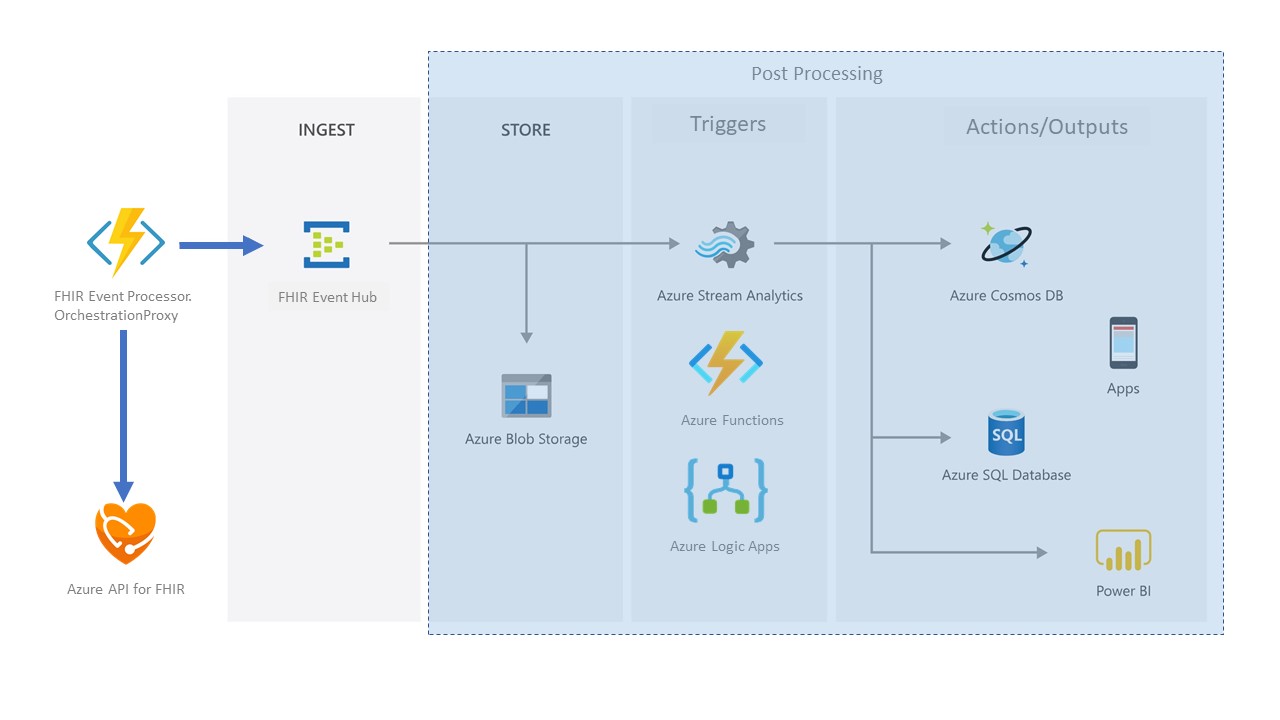 Post Processing
INGEST
STORE
Triggers
Actions/Outputs
FHIR Event Processor.
OrchestrationProxy
FHIR Event Hub
Azure Stream Analytics
Azure Cosmos DB
Apps
Azure Functions
Azure Blob Storage
SQL
Azure SQL Database
Azure Logic Apps
Azure API for FHIR
Power BI